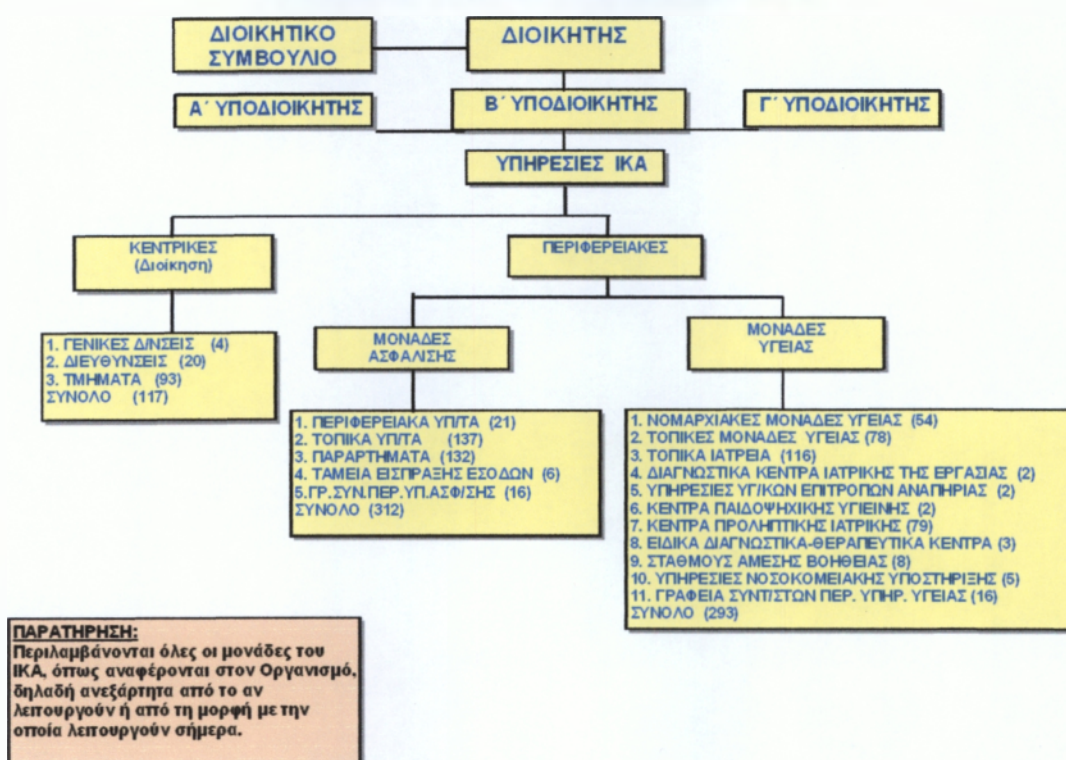 ΔΙΟΙΚΗΤΙΚΟ
ΣΥΜΒΟΥΛΙΟ
ΔΙΟΙΚΗΤΗΣ
Α΄ ΥΠΟΔΙΟΙΚΗΤΗΣ
Β΄ ΥΠΟΔΙΟΙΚΗΤΗΣ
Γ΄ ΥΠΟΔΙΟΙΚΗΤΗΣ
ΥΠΗΡΕΣΙΕΣ ΙΚΑ
ΚΕΝΤΡΙΚΕΣ
(Διοίκηση)
ΠΕΡΙΦΕΡΕΙΑΚΕΣ
1. ΓΕΝΙΚΕΣ Δ/ΝΣΕΙΣ (4)
2. ΔΙΕΥΘΥΝΣΕΙΣ (20)
3. ΤΜΗΜΑΤΑ (93)
ΣΥΝΟΛΟ (117)
ΜΟΝΑΔΕΣ
ΑΣΦΑΛΙΣΗΣ
ΜΟΝΑΔΕΣ
ΥΓΕΙΑΣ
1. ΠΕΡΙΦΕΡΕΙΑΚΑ ΥΠ/ΤΑ (21)
2. ΤΟΠΙΚΑ ΥΠ/ΤΑ (137)
3. ΠΑΡΑΡΤΗΜΑΤΑ (132)
4. ΤΑΜΕΙΑ ΕΙΣΠΡΑΞΗΣ ΕΣΟΔΩΝ (6)
5.ΓΡ.ΣΥΝ.ΠΕΡ.ΥΠ.ΑΣΦ/ΣΗΣ (16)
ΣΥΝΟΛΟ (312)
1. ΝΟΜΑΡΧΙΑΚΕΣ ΜΟΝΑΔΕΣ ΥΓΕΙΑΣ (54)
2. ΤΟΠΙΚΕΣ ΜΟΝΑΔΕΣ ΥΓΕΙΑΣ (78)
3. ΤΟΠΙΚΑ ΙΑΤΡΕΙΑ (116)
4. ΔΙΑΓΝΩΣΤΙΚΑ ΚΕΝΤΡΑ ΙΑΤΡΙΚΗΣ ΤΗΣ ΕΡΓΑΣΙΑΣ (2)
5. ΥΠΗΡΕΣΙΕΣ ΥΓ/ΚΩΝ ΕΠΙΤΡΟΠΩΝ ΑΝΑΠΗΡΙΑΣ (2)
6. ΚΕΝΤΡΑ ΠΑΙΔΟΨΗΧΙΚΗΣ ΥΓΙΕΙΝΗΣ (2)
7. ΚΕΝΤΡΑ ΠΡΟΛΗΠΤΙΚΗΣ ΙΑΤΡΙΚΗΣ (79)
8. ΕΙΔΙΚΑ ΔΙΑΓΝΩΣΤΙΚΑ-ΘΕΡΑΠΕΥΤΙΚΑ ΚΕΝΤΡΑ (3)
9. ΣΤΑΘΜΟΥΣ ΑΜΕΣΗΣ ΒΟΗΘΕΙΑΣ (8)
10. ΥΠΗΡΕΣΙΕΣ ΝΟΣΟΚΟΜΕΙΑΚΗΣ ΥΠΟΣΤΗΡΙΞΗΣ (5)
11. ΓΡΑΦΕΙΑ ΣΥΝΤ/ΣΤΩΝ ΠΕΡ. ΥΠΗΡ. ΥΓΕΙΑΣ (16)
ΣΥΝΟΛΟ (293)
ΠΑΡΑΤΗΡΗΣΗ:
Περιλαμβάνονται όλες οι μονάδες του
ΙΚΑ, όπως αναφέρονται στον Οργανισμό,
δηλαδή ανεξάρτητα από το αν
λειτουργούν ή από τη μορφή με την
οποία λειτουργούν σήμερα.